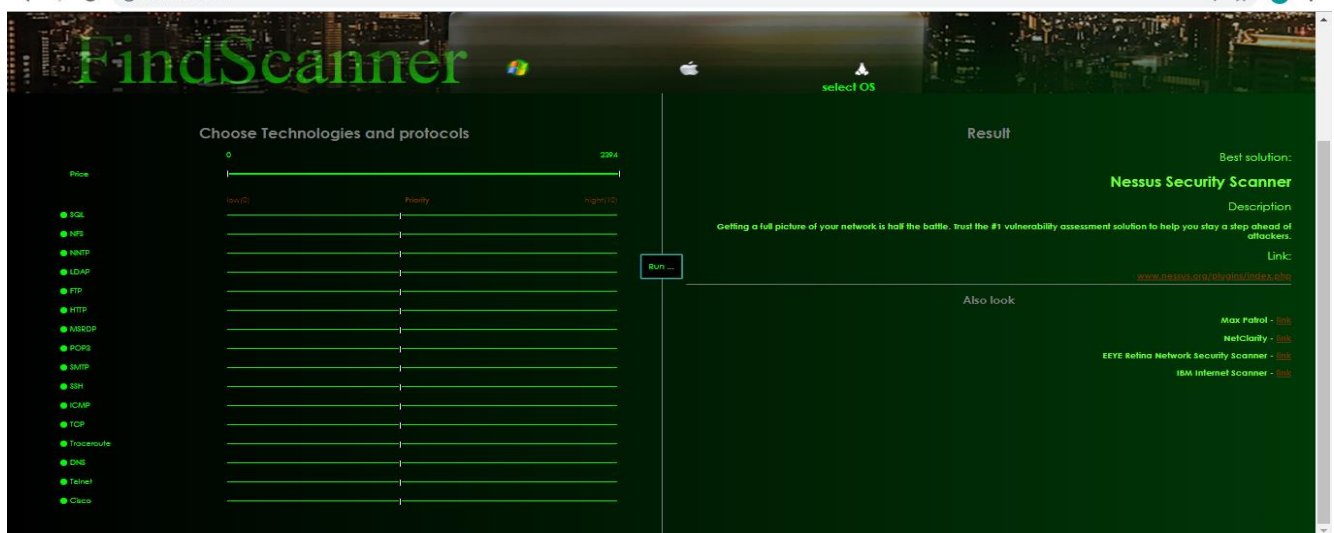 FindScanner
select OS
Choose Technologies and protocols
0 2394
Price
low(0) Priority hight(10)
SQL
NFS
NNTP
LDAP
FTP
HTTP
MSRDP
POP3
SMTP
SSH
ICMP
TCP
Traceroute
DNS
Telnet
Cisco
Run ...
Result
Best solution:
Nessus Security Scanner
Description
Getting a full picture of your network is half the battle. Trust the #1 vulnerability assessment solution to help you stay a step ahead of
attackers.
Link:
www.nessus.org/plugins/index.php
Also look
Max Patrol - link
NetClarity - link
EEYE Retina Network Security Scanner - link
IBM Internet Scanner - link